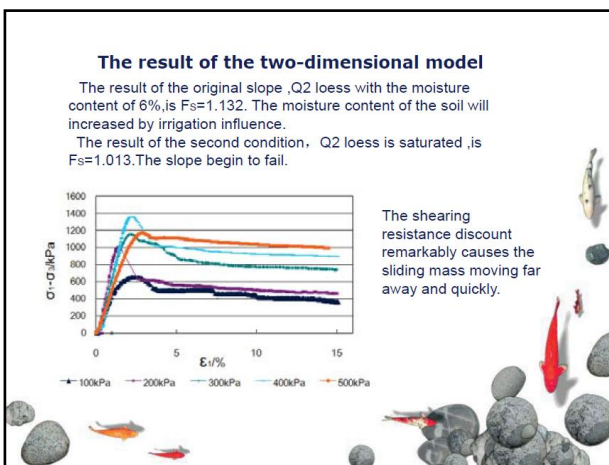 The result of the two-dimensional model
The result of the original slope ,Q2 loess with the moisture
content of 6%,is Fs=1.132. The moisture content of the soil will
increased by irrigation influence.
The result of the second condition， Q2 loess is saturated ,is
Fs=1.013.The slope begin to fail.
The shearing
resistance discount
remarkably causes the
sliding mass moving far
away and quickly.
σ1-σ3/kPa
1600
1400
1200
1000
800
600
400
200
0
0 5 10 15
ε1/%
100kPa 200kPa 300kPa 400kPa 500kPa